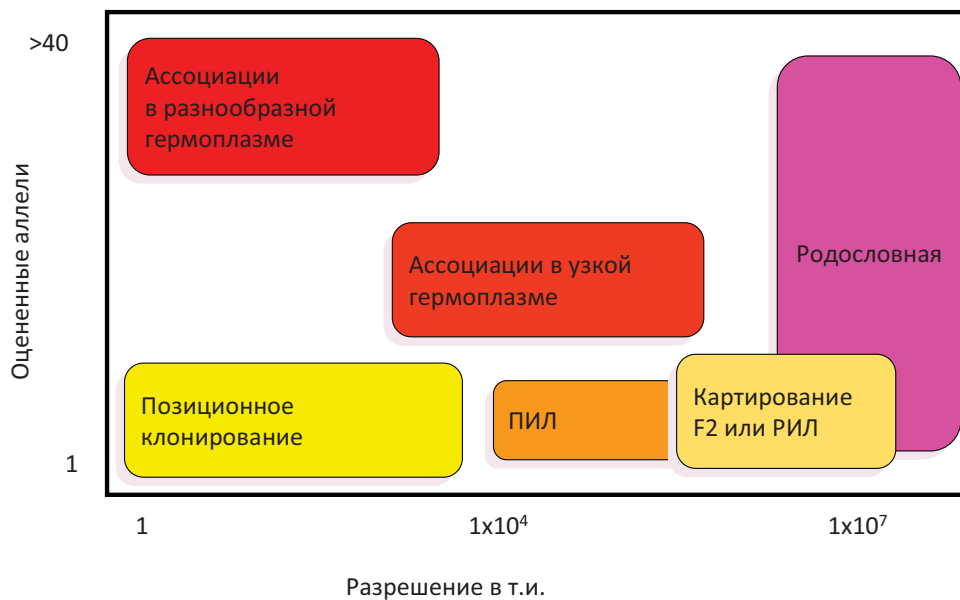 >40
Ассоциации
в разнообразной
гермоплазме
Оцененные аллели
Ассоциации в узкой
гермоплазме
Родословная
Позиционное
клонирование
ПИЛ
Картирование
F2 или РИЛ
1
1
1x10⁴
1x10⁷
Разрешение в т.и.